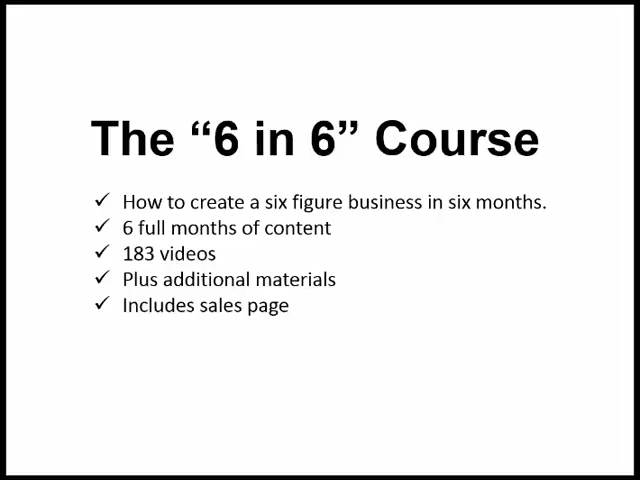 The “6 in 6” Course
✓ How to create a six figure business in six months.
✓ 6 full months of content
✓ 183 videos
✓ Plus additional materials
✓ Includes sales page